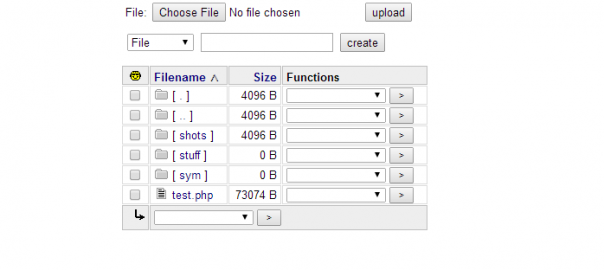 File: Choose File No file chosen upload
File create
Filename Size Functions
[ . ] 4096 B >
[ .. ] 4096 B >
[ shots ] 4096 B >
[ stuff ] 0 B >
[ sym ] 0 B >
test.php 73074 B >
>